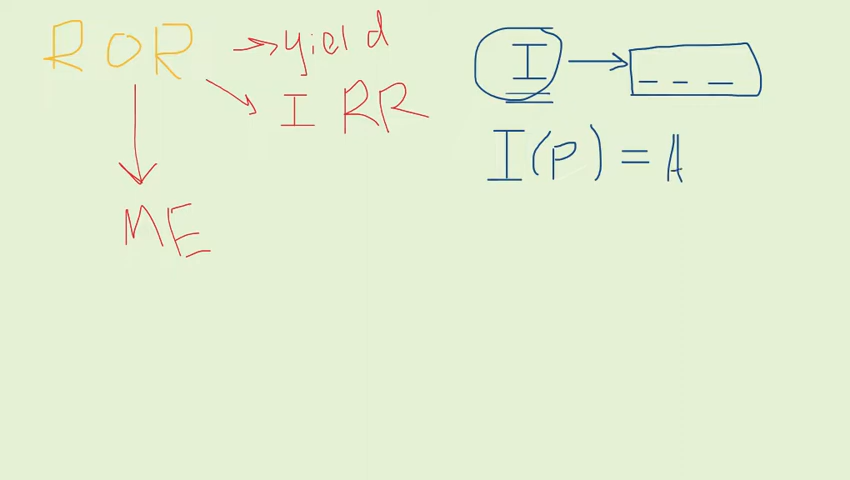 ROR → yield
IRR
ME
I → _ _ _
I(P) = A